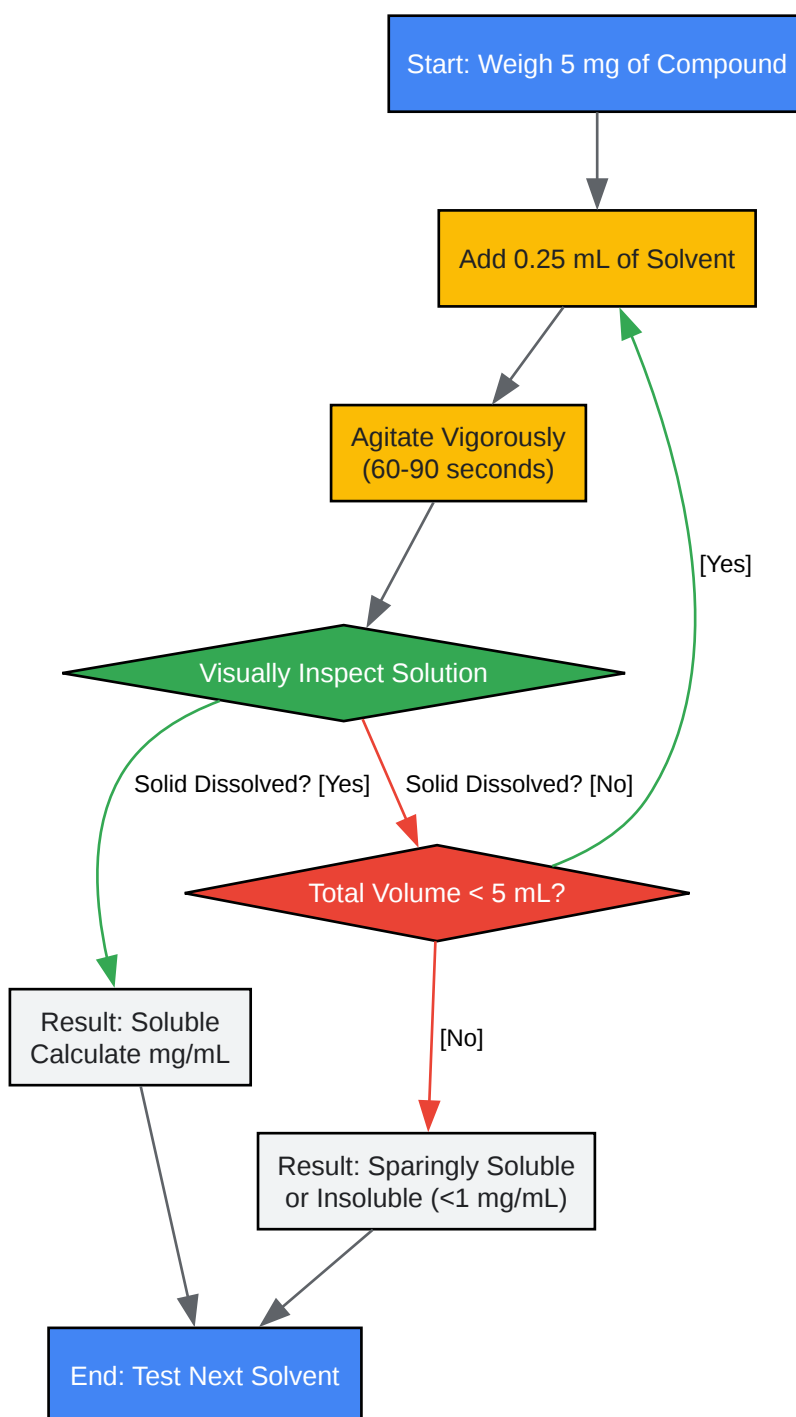 Start: Weigh 5 mg of Compound
Add 0.25 mL of Solvent
Agitate Vigorously
(60-90 seconds)
[Yes]
Visually Inspect Solution
Solid Dissolved? [Yes]
Solid Dissolved? [No]
Total Volume < 5 mL?
Result: Soluble
Calculate mg/mL
[No]
Result: Sparingly Soluble
or Insoluble (<1 mg/mL)
End: Test Next Solvent